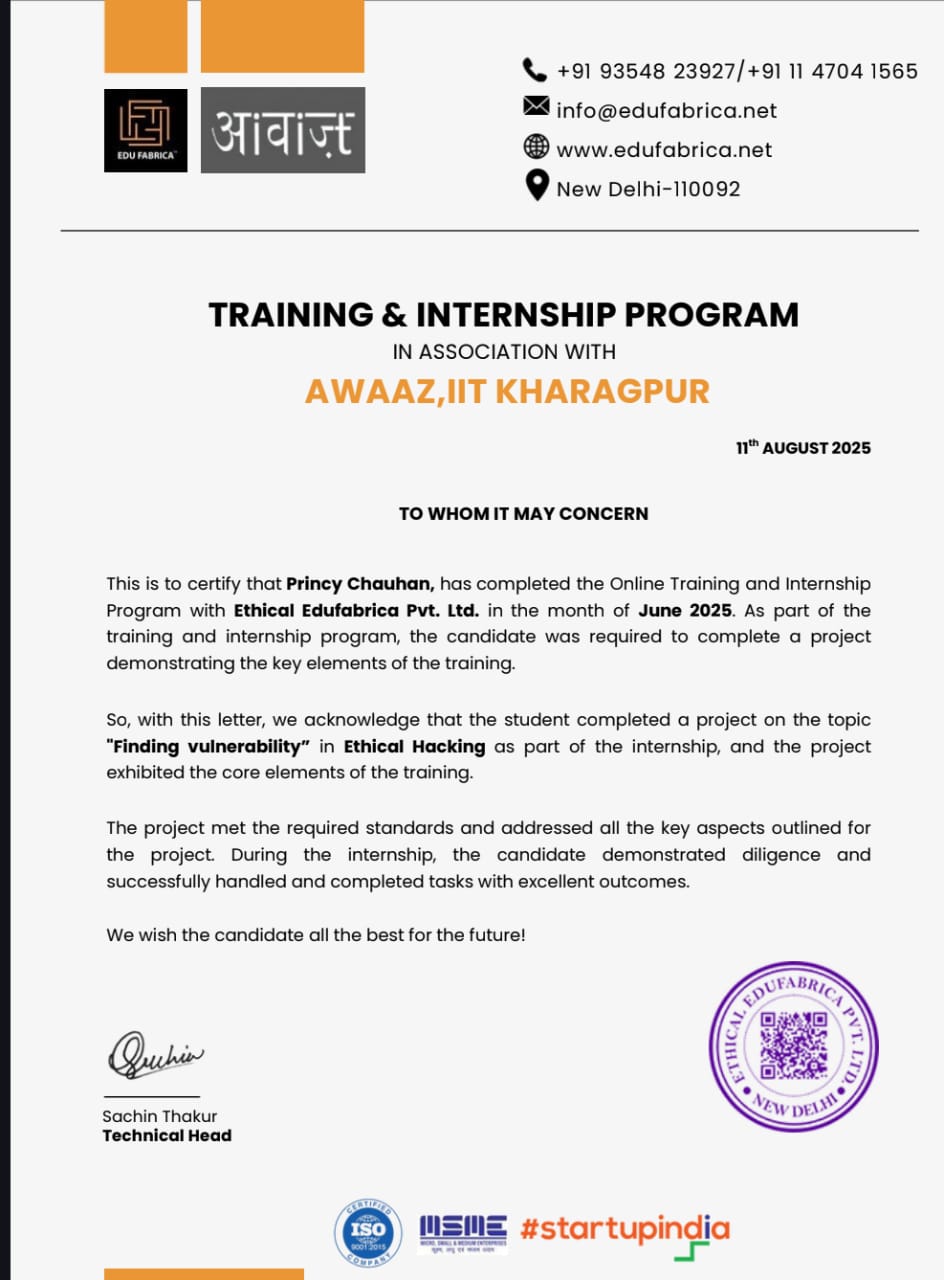 EDU FABRICA
आवाज़
+91 93548 23927/+91 11 4704 1565
info@edufabrica.net
www.edufabrica.net
New Delhi-110092
TRAINING & INTERNSHIP PROGRAM
IN ASSOCIATION WITH
AWAAZ,IIT KHARAGPUR
11th AUGUST 2025
TO WHOM IT MAY CONCERN
This is to certify that Princy Chauhan, has completed the Online Training and Internship
Program with Ethical Edufabrica Pvt. Ltd. in the month of June 2025. As part of the
training and internship program, the candidate was required to complete a project
demonstrating the key elements of the training.
So, with this letter, we acknowledge that the student completed a project on the topic
"Finding vulnerability” in Ethical Hacking as part of the internship, and the project
exhibited the core elements of the training.
The project met the required standards and addressed all the key aspects outlined for
the project. During the internship, the candidate demonstrated diligence and
successfully handled and completed tasks with excellent outcomes.
We wish the candidate all the best for the future!
ETHICAL EDUFABRICA PVT. LTD.
NEW DELHI
Sachin Thakur
Technical Head
CERTIFIED
ISO
9001:2015
COMPANY
MSME
MICRO, SMALL & MEDIUM ENTERPRISES
सूक्ष्म, लघु एवं मध्यम उद्यम
#startupindia